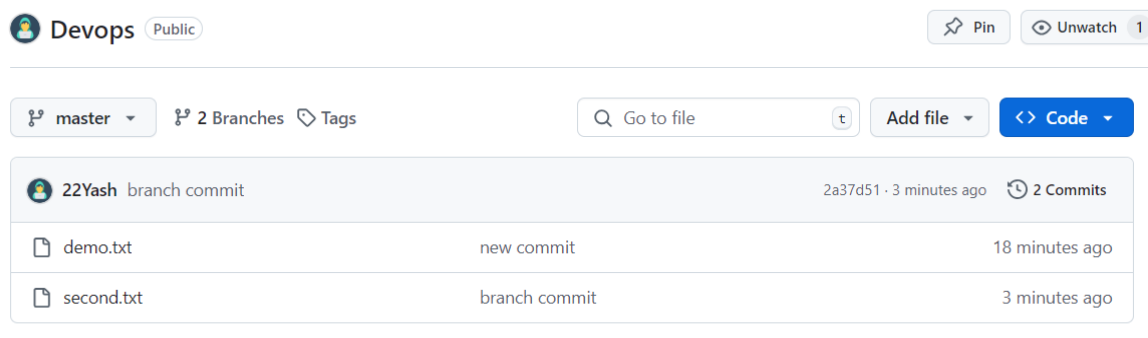 Devops Public Pin Unwatch 1
master 2 Branches Tags Go to file t Add file Code
22Yash branch commit 2a37d51 · 3 minutes ago 2 Commits
demo.txt new commit 18 minutes ago
second.txt branch commit 3 minutes ago